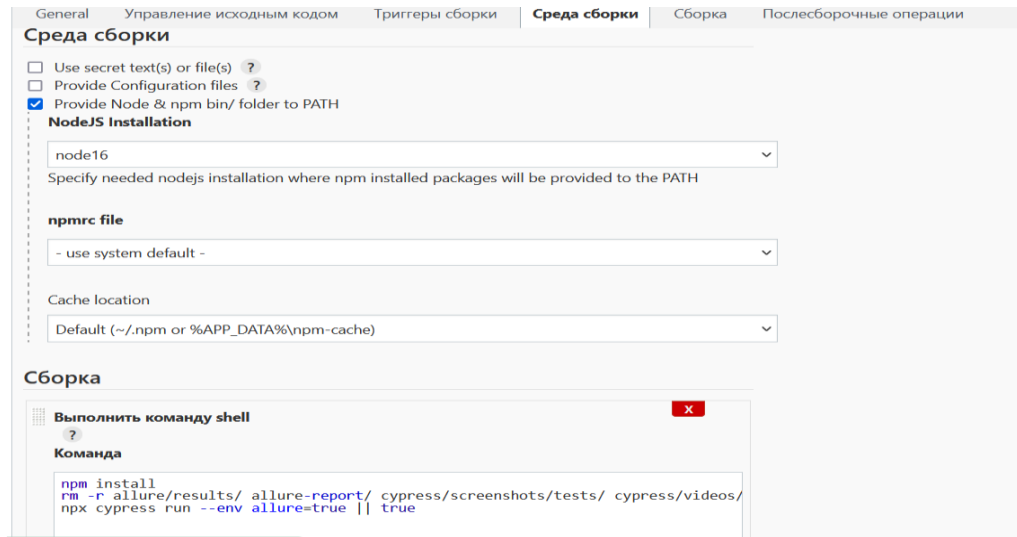 General Управление исходным кодом Триггеры сборки Среда сборки Сборка Послесборочные операции
Среда сборки
Use secret text(s) or file(s) ?
Provide Configuration files ?
Provide Node & npm bin/ folder to PATH
NodeJS Installation
node16
Specify needed nodejs installation where npm installed packages will be provided to the PATH
npmrc file
- use system default -
Cache location
Default (~/.npm or %APP_DATA%\npm-cache)
Сборка
X
Выполнить команду shell
?
Команда
npm install
rm -r allure/results/ allure-report/ cypress/screenshots/tests/ cypress/videos/
npx cypress run --env allure=true || true